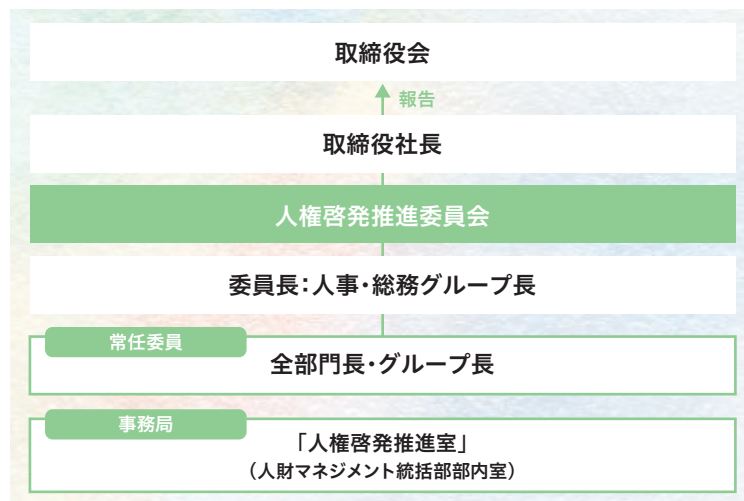 取締役会
報告
取締役社長
人権啓発推進委員会
委員長：人事・総務グループ長
常任委員
全部門長・グループ長
事務局
「人権啓発推進室」
（人財マネジメント統括部部内室）